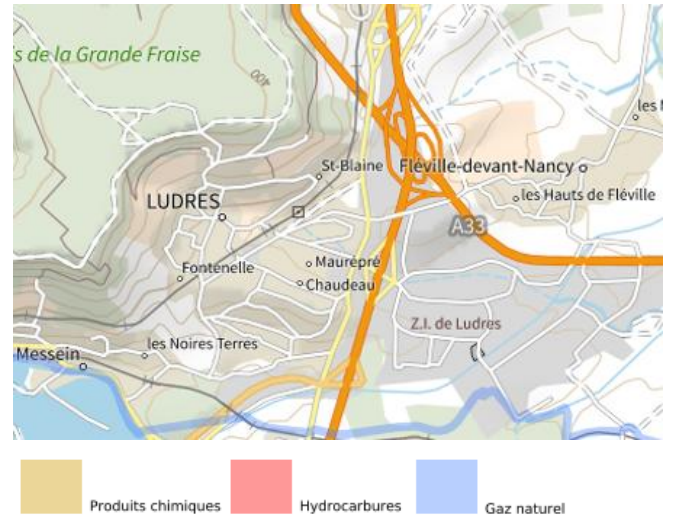 s de la Grande Fraise
400
les
St-Blaine
Fléville-devant-Nancy
LUDRES
les Hauts de Fléville
A33
Maurépré
Fontenelle
Chaudeau
Z.I. de Ludres
les Noires Terres
Messein
Produits chimiques
Hydrocarbures
Gaz naturel